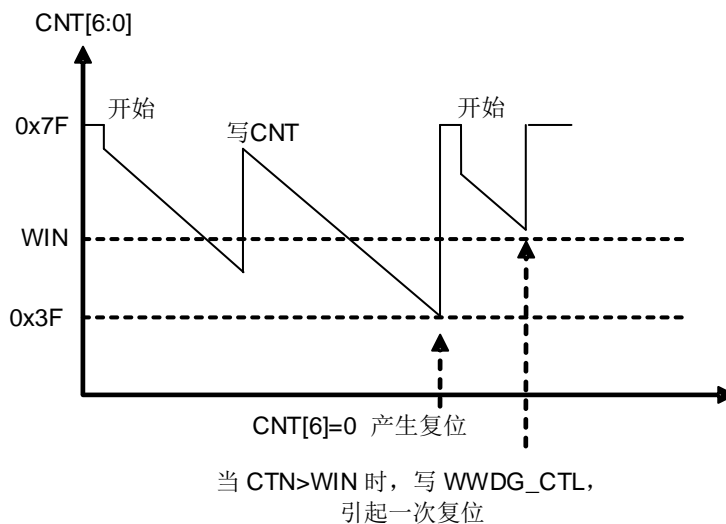 CNT[6:0]
开始
开始
0x7F
写CNT
WIN
0x3F
CNT[6]=0 产生复位
当 CTN>WIN 时，写 WWDG_CTL，
引起一次复位